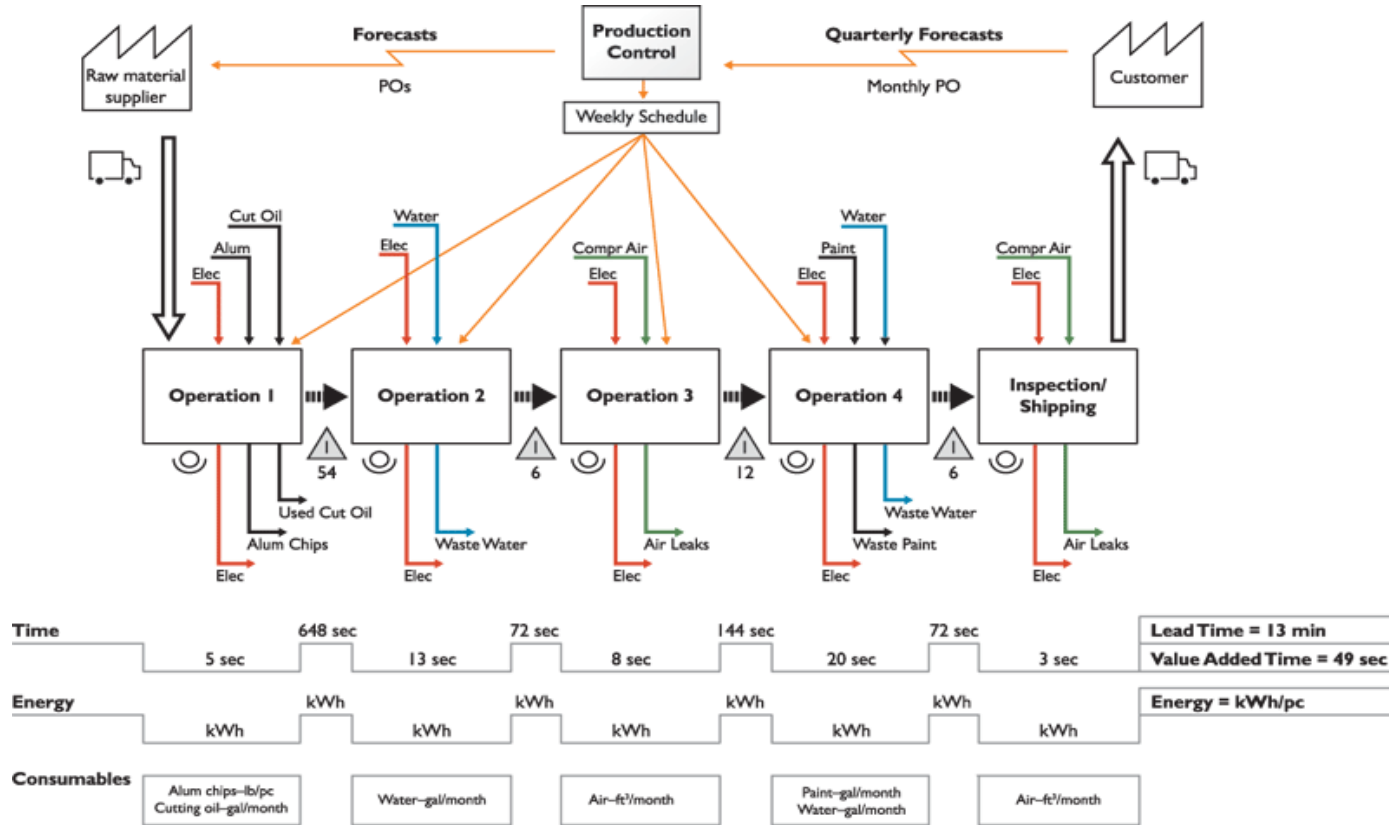 Forecasts
POs
Production
Control
Quarterly Forecasts
Monthly PO
Raw material
supplier
Customer
Weekly Schedule
Cut Oil
Alum
Elec
Water
Elec
Compr Air
Elec
Water
Paint
Elec
Compr Air
Elec
Operation 1
Operation 2
Operation 3
Operation 4
Inspection/
Shipping
I
54
I
6
I
12
I
6
Used Cut Oil
Alum Chips
Elec
Waste Water
Elec
Air Leaks
Elec
Waste Water
Waste Paint
Elec
Air Leaks
Elec
Time
648 sec
72 sec
144 sec
72 sec
Lead Time = 13 min
5 sec
13 sec
8 sec
20 sec
3 sec
Value Added Time = 49 sec
Energy
kWh
kWh
kWh
kWh
Energy = kWh/pc
kWh
kWh
kWh
kWh
kWh
Consumables
Alum chips–lb/pc
Cutting oil–gal/month
Water–gal/month
Air–ft³/month
Paint–gal/month
Water–gal/month
Air–ft³/month